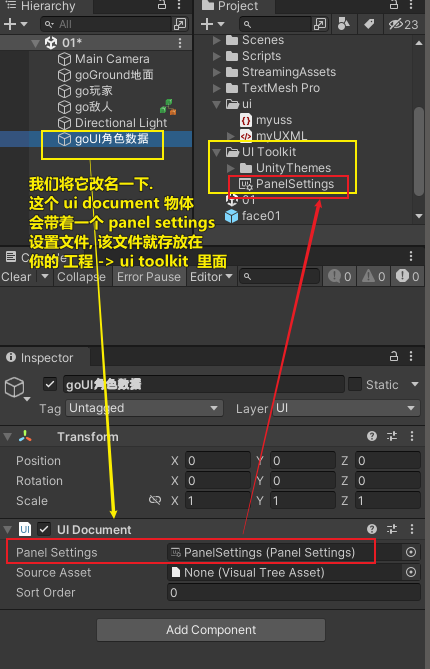 Hierarchy
All
01*
Main Camera
goGround地面
go玩家
go敌人
Directional Light
goUI角色数据
Project
23
Scenes
Scripts
StreamingAssets
TextMesh Pro
ui
myuss
myUXML
UI Toolkit
UnityThemes
PanelSettings
01
face01
我们将它改名一下.
这个 ui document 物体
会带着一个 panel settings
设置文件, 该文件就存放在
你的 工程 -> ui toolkit 里面
Clear
Collapse
Error Pause
Editor
0
0
0
Inspector
goUI角色数据
Static
Tag
Untagged
Layer
UI
Transform
Position X 0 Y 0 Z 0
Rotation X 0 Y 0 Z 0
Scale X 1 Y 1 Z 1
UI Document
Panel Settings
PanelSettings (Panel Settings)
Source Asset
None (Visual Tree Asset)
Sort Order
0
Add Component